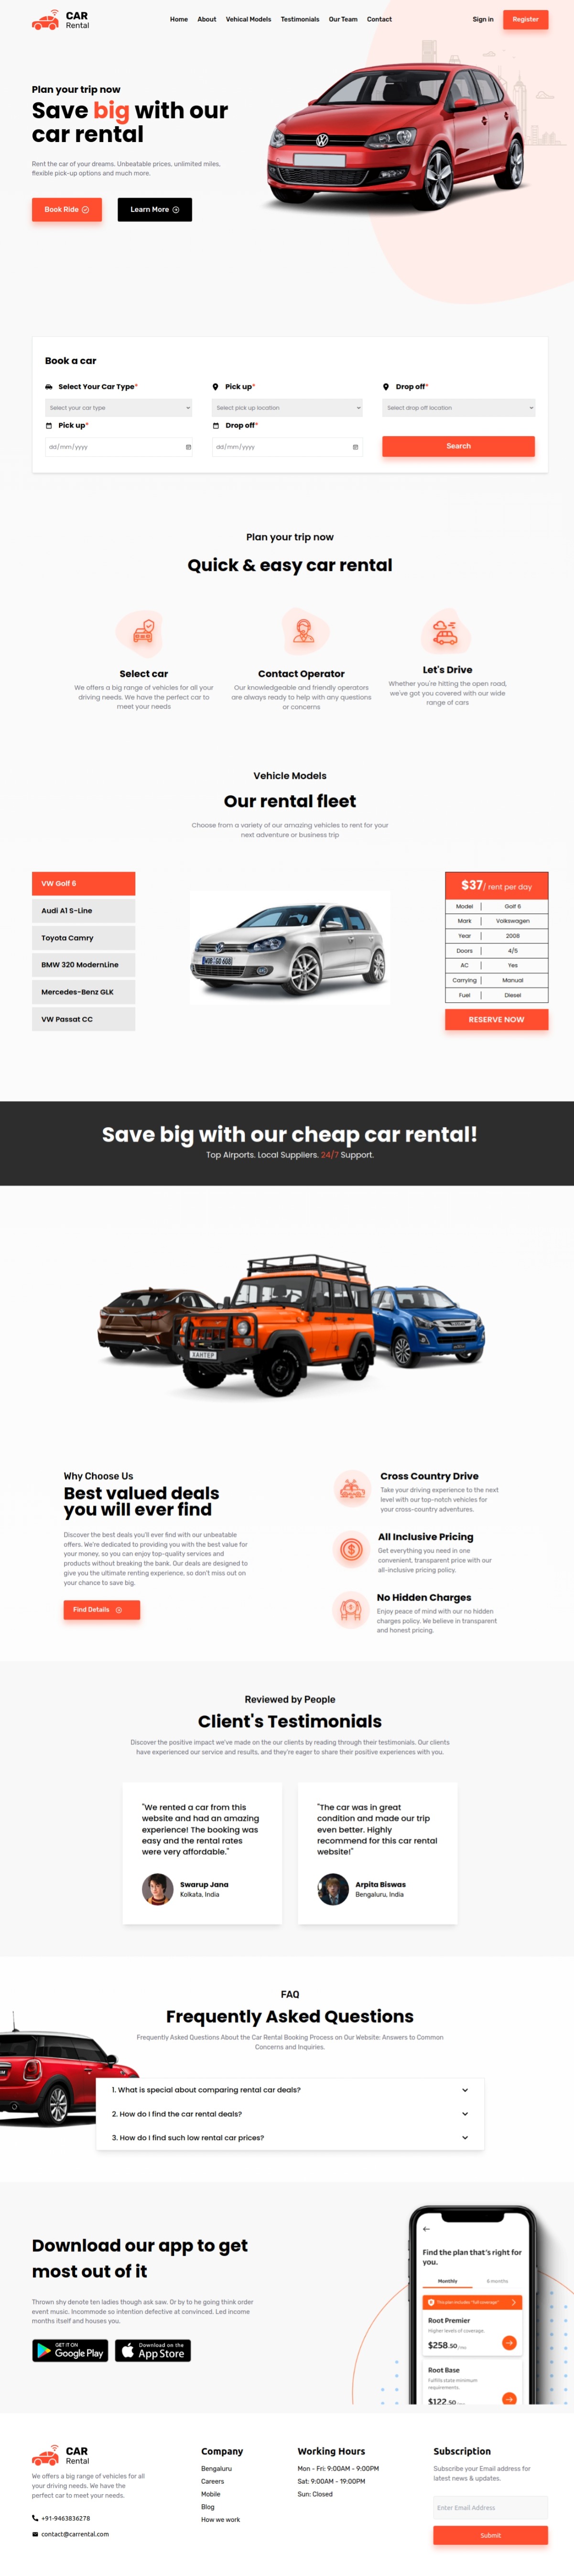 CAR
Rental
Home About Vehical Models Testimonials Our Team Contact
Sign in Register
Plan your trip now
Save big with our
car rental
Rent the car of your dreams. Unbeatable prices, unlimited miles,
flexible pick-up options and much more.
Book Ride Learn More
Book a car
Select Your Car Type* Pick up* Drop off*
Select your car type Select pick up location Select drop off location
Pick up* Drop off*
dd/mm/yyyy dd/mm/yyyy Search
Plan your trip now
Quick & easy car rental
Select car
We offers a big range of vehicles for all your
driving needs. We have the perfect car to
meet your needs
Contact Operator
Our knowledgeable and friendly operators
are always ready to help with any questions
or concerns
Let's Drive
Whether you're hitting the open road,
we've got you covered with our wide
range of cars
Vehicle Models
Our rental fleet
Choose from a variety of our amazing vehicles to rent for your
next adventure or business trip
VW Golf 6
Audi A1 S-Line
Toyota Camry
BMW 320 ModernLine
Mercedes-Benz GLK
VW Passat CC
WOB GO 608
$37/ rent per day
Model | Golf 6
Mark | Volkswagen
Year | 2008
Doors | 4/5
AC | Yes
Carrying | Manual
Fuel | Diesel
RESERVE NOW
Save big with our cheap car rental!
Top Airports. Local Suppliers. 24/7 Support.
ХАНТЕР
Why Choose Us
Best valued deals
you will ever find
Discover the best deals you'll ever find with our unbeatable
offers. We're dedicated to providing you with the best value for
your money, so you can enjoy top-quality services and
products without breaking the bank. Our deals are designed to
give you the ultimate renting experience, so don't miss out on
your chance to save big.
Find Details
Cross Country Drive
Take your driving experience to the next
level with our top-notch vehicles for
your cross-country adventures.
All Inclusive Pricing
Get everything you need in one
convenient, transparent price with our
all-inclusive pricing policy.
No Hidden Charges
Enjoy peace of mind with our no hidden
charges policy. We believe in transparent
and honest pricing.
Reviewed by People
Client's Testimonials
Discover the positive impact we've made on the our clients by reading through their testimonials. Our clients
have experienced our service and results, and they're eager to share their positive experiences with you.
"We rented a car from this
website and had an amazing
experience! The booking was
easy and the rental rates
were very affordable."
Swarup Jana
Kolkata, India
"The car was in great
condition and made our trip
even better. Highly
recommend for this car rental
website!"
Arpita Biswas
Bengaluru, India
FAQ
Frequently Asked Questions
Frequently Asked Questions About the Car Rental Booking Process on Our Website: Answers to Common
Concerns and Inquiries.
1. What is special about comparing rental car deals?
2. How do I find the car rental deals?
3. How do I find such low rental car prices?
Download our app to get
most out of it
Thrown shy denote ten ladies though ask saw. Or by to he going think order
event music. Incommode so intention defective at convinced. Led income
months itself and houses you.
GET IT ON
Google Play
Download on the
App Store
Find the plan that's right for
you.
Monthly 6 months
This plan includes "full coverage"
Root Premier
Higher levels of coverage.
$258.50
Root Base
Fulfills state minimum
requirements.
$122.50
CAR
Rental
We offers a big range of vehicles for all
your driving needs. We have the
perfect car to meet your needs.
+91-9463836278
contact@carrental.com
Company
Bengaluru
Careers
Mobile
Blog
How we work
Working Hours
Mon - Fri: 9:00AM - 9:00PM
Sat: 9:00AM - 19:00PM
Sun: Closed
Subscription
Subscribe your Email address for
latest news & updates.
Enter Email Address
Submit